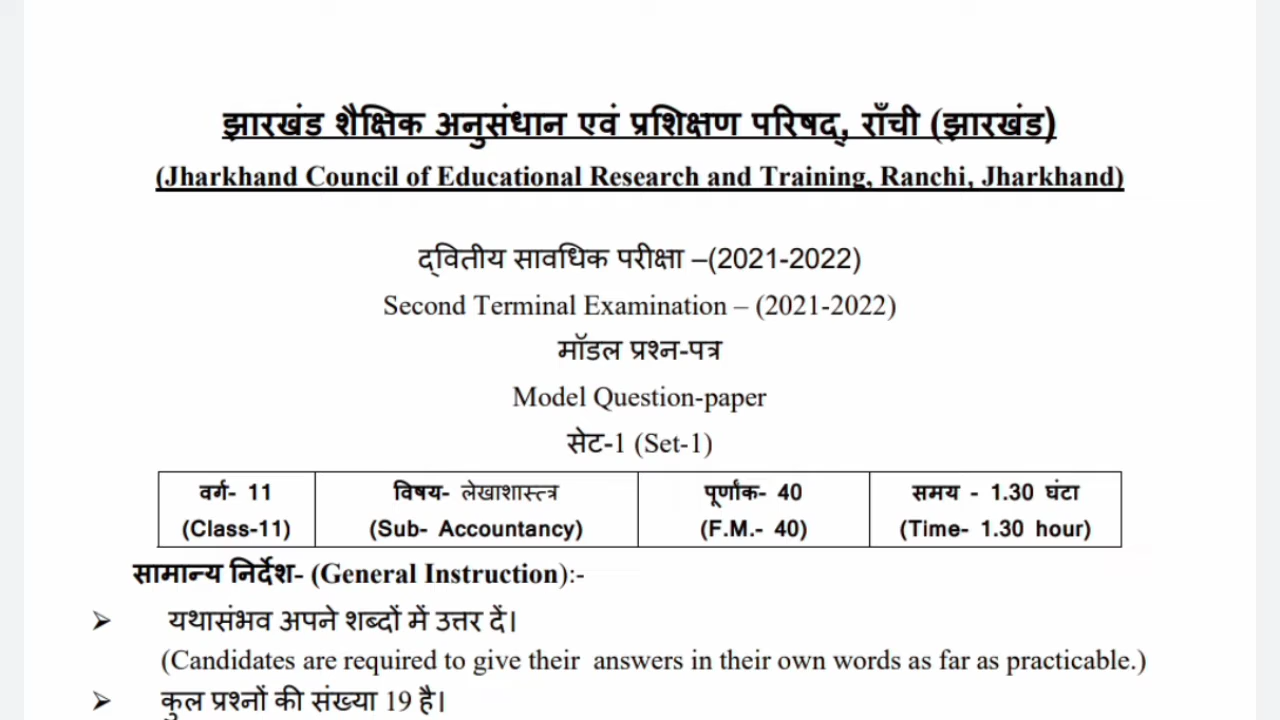 झारखंड शैक्षिक अनुसंधान एवं प्रशिक्षण परिषद्, राँची (झारखंड)
(Jharkhand Council of Educational Research and Training, Ranchi, Jharkhand)
द्वितीय सावधिक परीक्षा –(2021-2022)
Second Terminal Examination – (2021-2022)
मॉडल प्रश्न-पत्र
Model Question-paper
सेट-1 (Set-1)
वर्ग- 11 विषय- लेखाशास्त्र पूर्णांक- 40 समय - 1.30 घंटा
(Class-11) (Sub- Accountancy) (F.M.- 40) (Time- 1.30 hour)
सामान्य निर्देश- (General Instruction):-
➢ यथासंभव अपने शब्दों में उत्तर दें।
(Candidates are required to give their answers in their own words as far as practicable.)
➢ कुल प्रश्नों की संख्या 19 है।